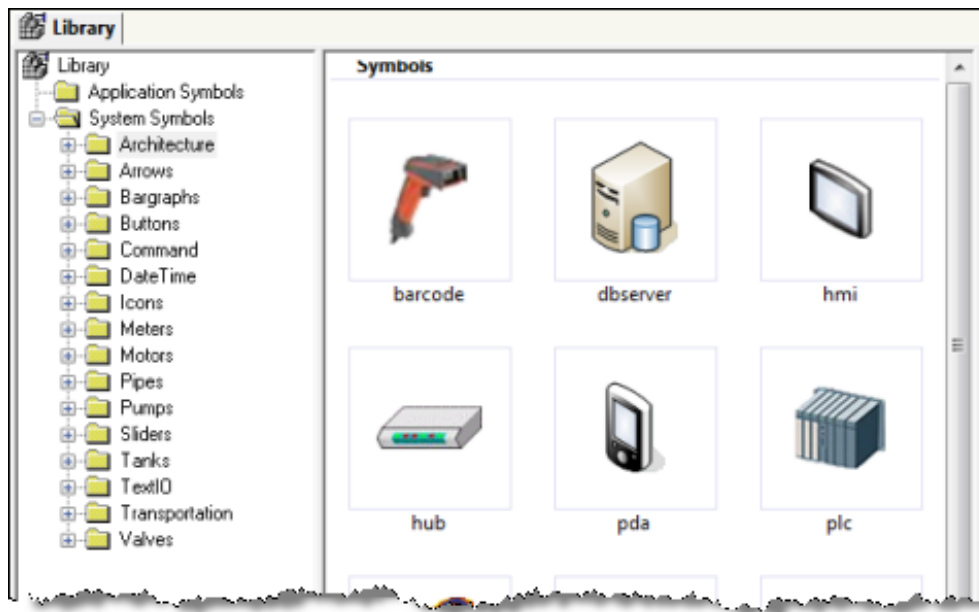 Library
Library
Application Symbols
System Symbols
Architecture
Arrows
Bargraphs
Buttons
Command
DateTime
Icons
Meters
Motors
Pipes
Pumps
Sliders
Tanks
TextIO
Transportation
Valves
Symbols
barcode
dbserver
hmi
hub
pda
plc